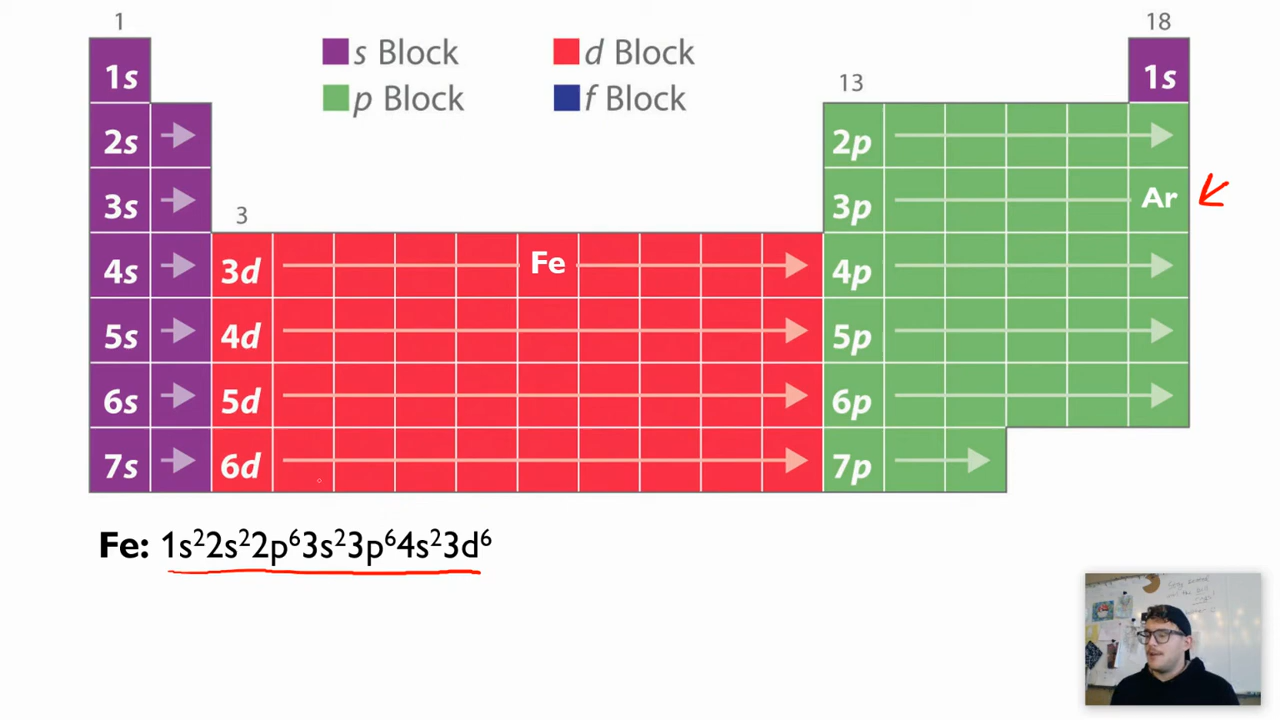 1 18
s Block d Block
p Block f Block
13
1s 1s
2s 2p
3s 3p Ar
3
4s 3d Fe 4p
5s 4d 5p
6s 5d 6p
7s 6d 7p
Fe: 1s²2s²2p⁶3s²3p⁶4s²3d⁶